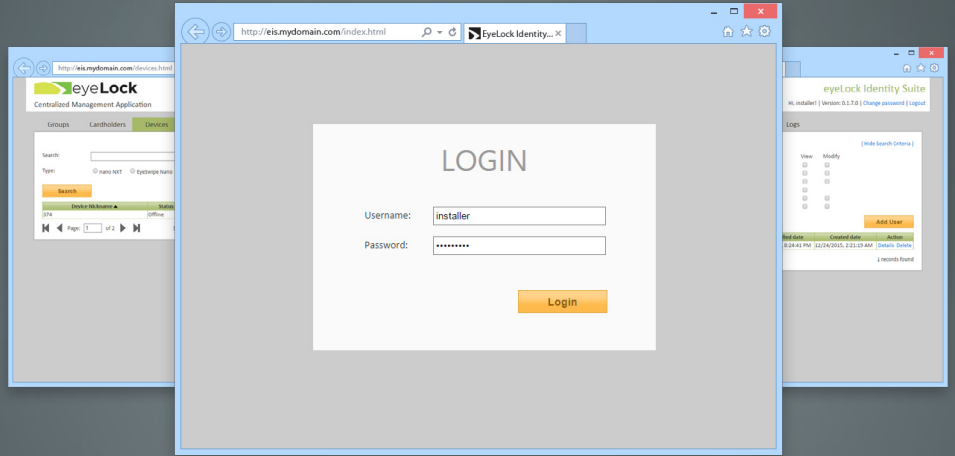 http://eis.mydomain.com/index.html
EyeLock Identity...
LOGIN
Username: installer
Password: •••••••••
Login
http://eis.mydomain.com/devices.html
eyeLock
Centralized Management Application
Groups Cardholders Devices
Search:
Type: nano NXT EyeSwipe Nano
Search
Device Nickname Status
374 Offline
Page: 1 of 2
eyeLock Identity Suite
Hi, installer! | Version: 0.1.7.0 | Change password | Logout
Logs
[Hide Search Criteria]
View Modify
Add User
Created date Action
8:24:41 PM 12/24/2015, 2:21:19 AM Details Delete
1 records found